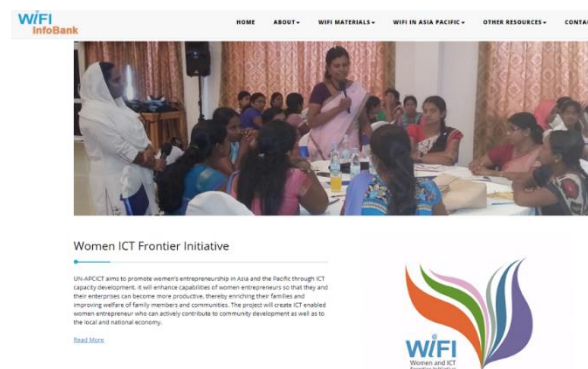 WiFI
InfoBank
HOME ABOUT WIFI MATERIALS WIFI IN ASIA PACIFIC OTHER RESOURCES CONTAC
Women ICT Frontier Initiative
UN-APCICT aims to promote women's entrepreneurship in Asia and the Pacific through ICT
capacity development. It will enhance capabilities of women entrepreneurs so that they and
their enterprises can become more productive, thereby enriching their families and
improving welfare of family members and communities. The project will create ICT enabled
women entrepreneur who can actively contribute to community development as well as to
the local and national economy.
Read More
WiFI
Women and ICT
Frontier Initiative